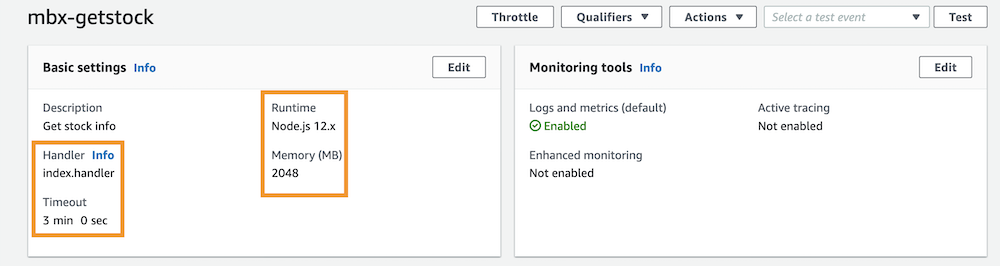 mbx-getstock
Throttle
Qualifiers
Actions
Select a test event
Test
Basic settings Info
Edit
Description
Get stock info
Handler Info
index.handler
Timeout
3 min 0 sec
Runtime
Node.js 12.x
Memory (MB)
2048
Monitoring tools Info
Edit
Logs and metrics (default)
Enabled
Enhanced monitoring
Not enabled
Active tracing
Not enabled